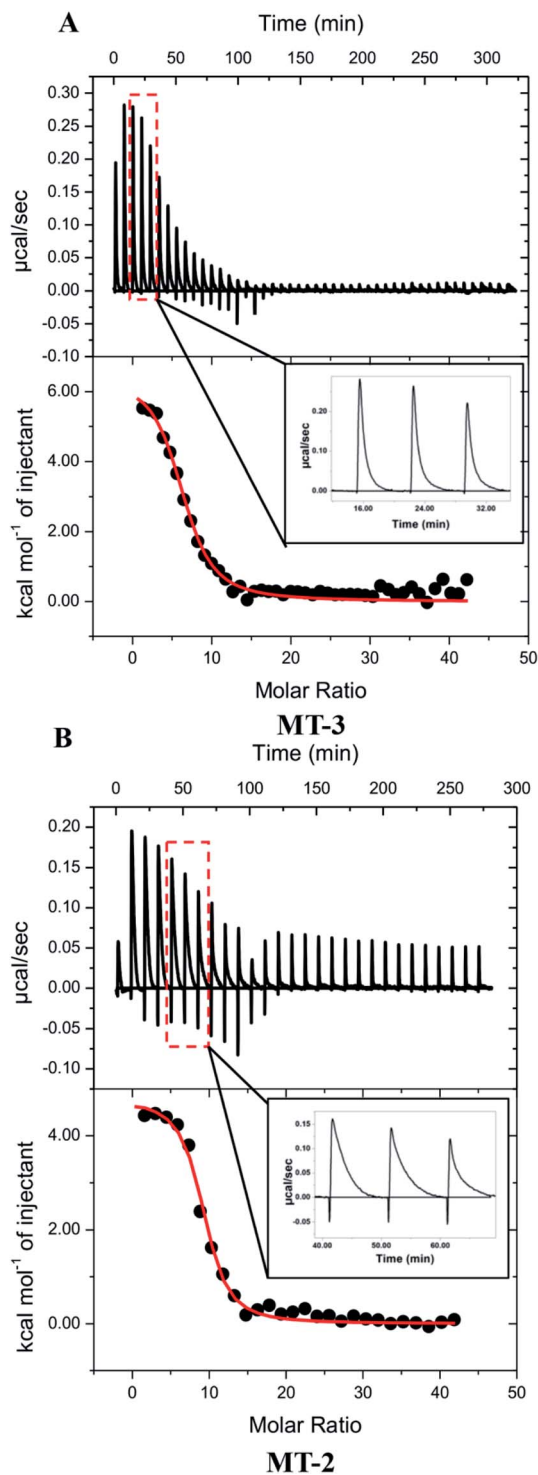 A
Time (min)
0 50 100 150 200 250 300
0.30
0.25
0.20
0.15
0.10
0.05
0.00
-0.05
-0.10
µcal/sec
6.00
4.00
2.00
0.00
kcal mol⁻¹ of injectant
0.20
0.10
0.00
µcal/sec
16.00 24.00 32.00
Time (min)
0 10 20 30 40 50
Molar Ratio
MT-3
B
Time (min)
0 50 100 150 200 250 300
0.20
0.15
0.10
0.05
0.00
-0.05
-0.10
µcal/sec
4.00
2.00
0.00
kcal mol⁻¹ of injectant
0.15
0.10
0.05
0.00
-0.05
µcal/sec
40.00 50.00 60.00
Time (min)
0 10 20 30 40 50
Molar Ratio
MT-2